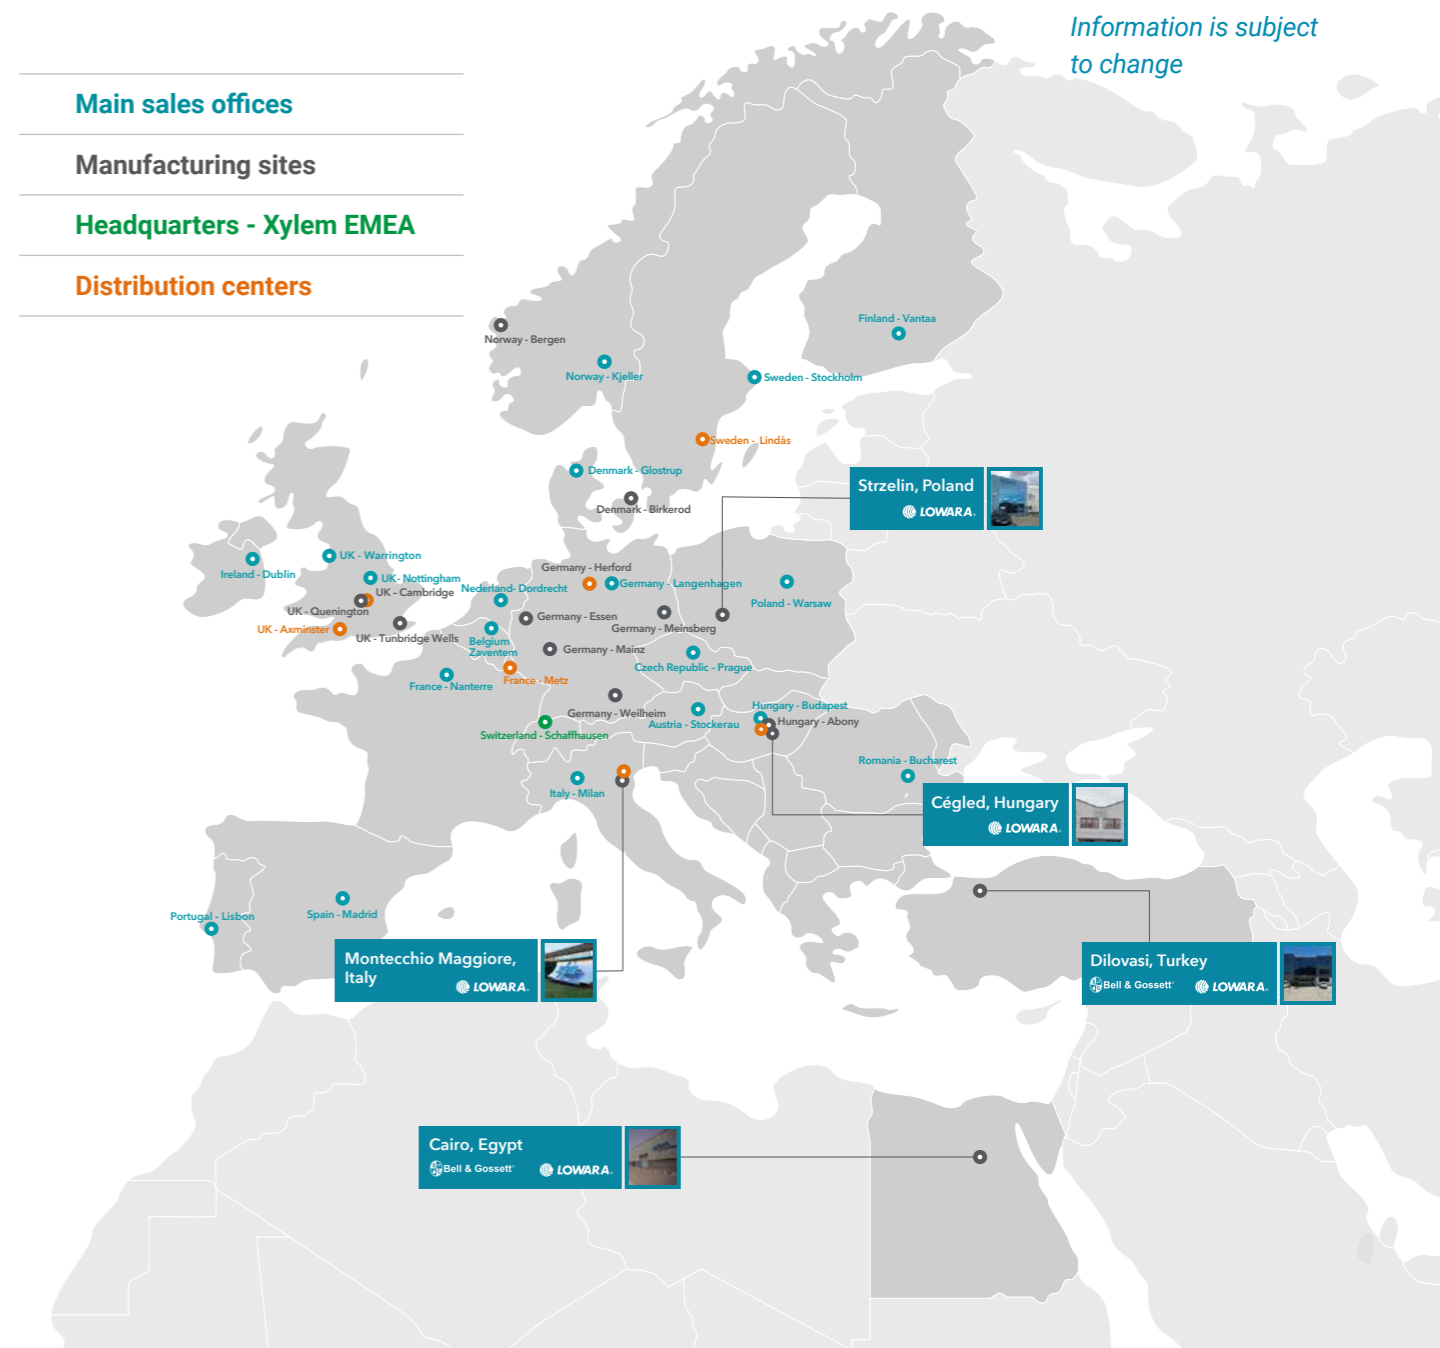 Information is subject
to change
Main sales offices
Manufacturing sites
Headquarters - Xylem EMEA
Distribution centers
Finland - Vantaa
Norway - Bergen
Norway - Kjeller
Sweden - Stockholm
Sweden - Lindås
Denmark - Glostrup
Strzelin, Poland
LOWARA
Denmark - Birkerod
UK - Warrington
Ireland - Dublin
Germany - Herford
UK- Nottingham
Nederland- Dordrecht
Germany - Langenhagen
UK - Cambridge
Poland - Warsaw
UK - Quenington
Germany - Essen
UK - Axminster
Germany - Meinsberg
UK - Tunbridge Wells
Belgium
Zaventem
Germany - Mainz
Czech Republic - Prague
France - Metz
France - Nanterre
Hungary - Budapest
Germany - Weilheim
Austria - Stockerau
Hungary - Abony
Switzerland - Schaffhausen
Romania - Bucharest
Italy - Milan
Cégled, Hungary
LOWARA
Portugal - Lisbon
Spain - Madrid
Montecchio Maggiore,
Italy
LOWARA
Dilovasi, Turkey
Bell & Gossett LOWARA
Cairo, Egypt
Bell & Gossett LOWARA